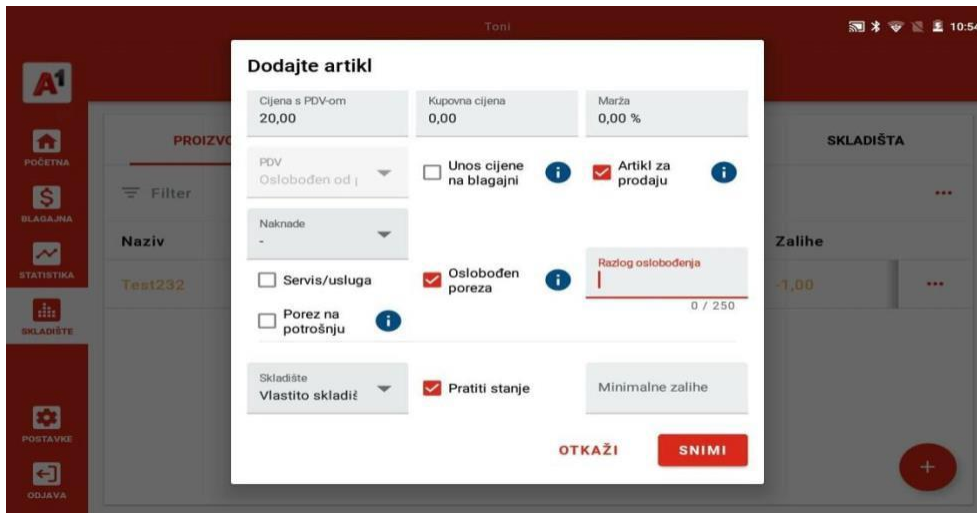 Toni
10:54
A1
Dodajte artikl
Cijena s PDV-om
20,00
Kupovna cijena
0,00
Marža
0,00 %
POČETNA
PROIZVO
SKLADIŠTA
PDV
Oslobođen od p
Unos cijene
na blagajni
Artikl za
prodaju
BLAGAJNA
Filter
Naknade
-
Naziv
Zalihe
STATISTIKA
Test232
Servis/usluga
Oslobođen
poreza
Razlog oslobođenja
0 / 250
-1,00
Porez na
potrošnju
SKLADIŠTE
Skladište
Vlastito skladiš
Pratiti stanje
Minimalne zalihe
POSTAVKE
OTKAŽI
SNIMI
ODJAVA